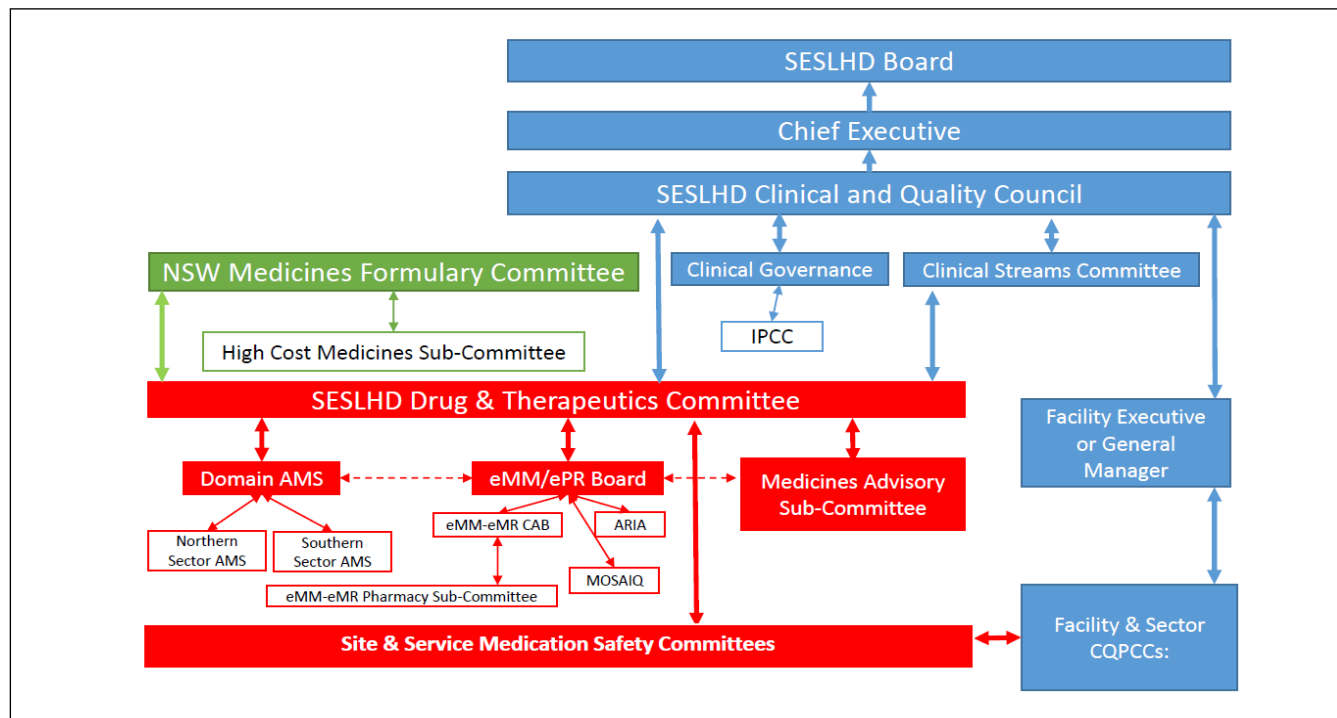 SESLHD Board
Chief Executive
SESLHD Clinical and Quality Council
NSW Medicines Formulary Committee
Clinical Governance
Clinical Streams Committee
High Cost Medicines Sub-Committee
IPCC
SESLHD Drug & Therapeutics Committee
Facility Executive
or General
Manager
Domain AMS
eMM/ePR Board
Medicines Advisory
Sub-Committee
Northern
Sector AMS
Southern
Sector AMS
eMM-eMR CAB
ARIA
MOSAIQ
eMM-eMR Pharmacy Sub-Committee
Site & Service Medication Safety Committees
Facility & Sector
CQPCCs: